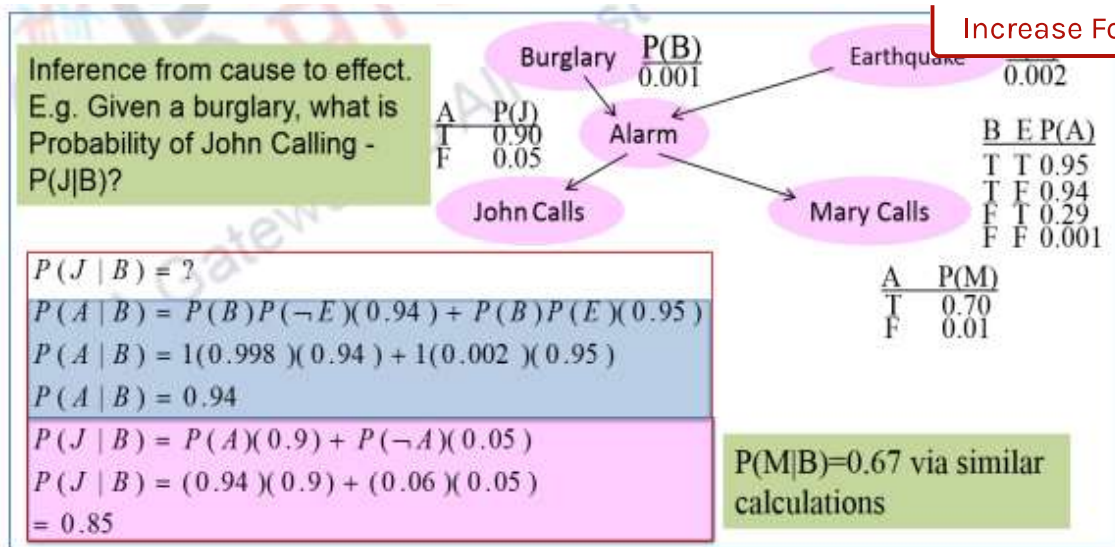 Increase Fo
Inference from cause to effect.
E.g. Given a burglary, what is
Probability of John Calling -
P(J|B)?
Burglary
P(B)
0.001
Earthquake
0.002
A P(J)
T 0.90
F 0.05
Alarm
B E P(A)
T T 0.95
T F 0.94
F T 0.29
F F 0.001
John Calls
Mary Calls
A P(M)
T 0.70
F 0.01
P(J | B) = ?
P(A | B) = P(B)P(¬E)(0.94) + P(B)P(E)(0.95)
P(A | B) = 1(0.998)(0.94) + 1(0.002)(0.95)
P(A | B) = 0.94
P(J | B) = P(A)(0.9) + P(¬A)(0.05)
P(J | B) = (0.94)(0.9) + (0.06)(0.05)
= 0.85
P(M|B)=0.67 via similar
calculations